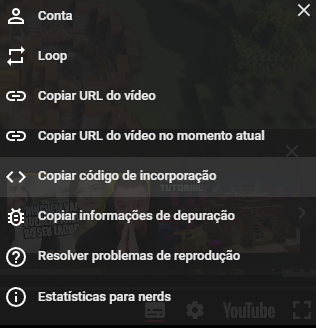 Conta
Loop
Copiar URL do vídeo
Copiar URL do vídeo no momento atual
Copiar código de incorporação
Copiar informações de depuração
TUTORIAL
Resolver problemas de reprodução
Estatísticas para nerds
YouTube